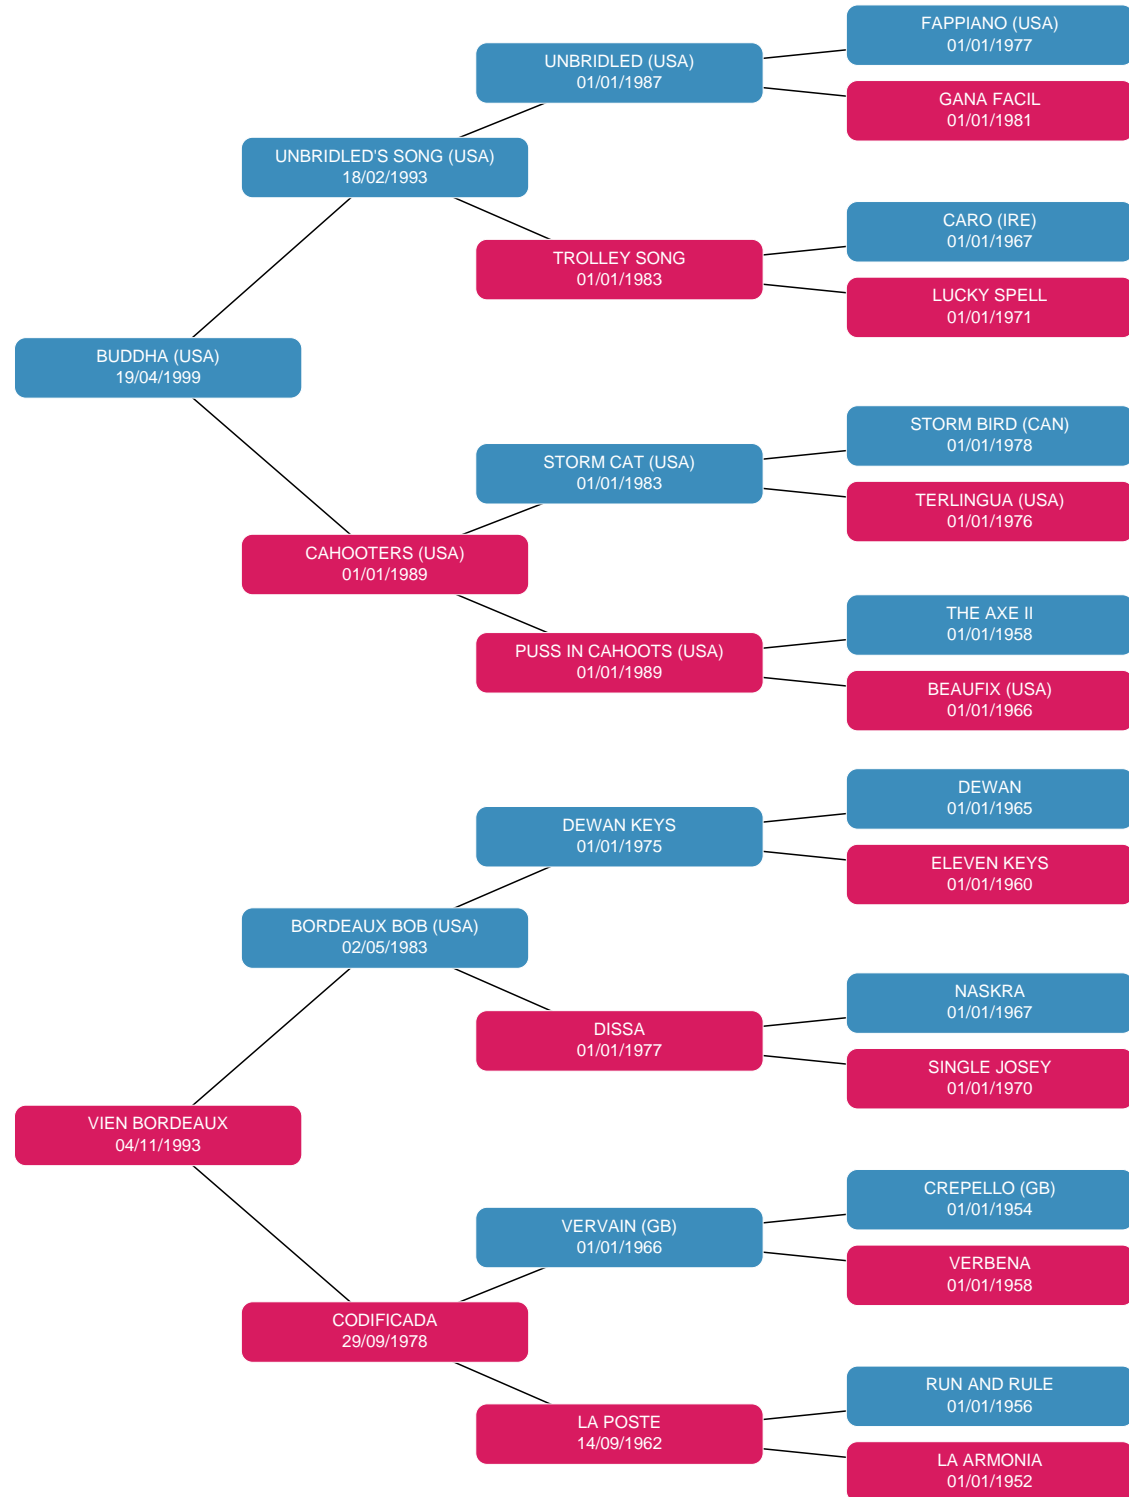 FAPPIANO (USA)
01/01/1977
UNBRIDLED (USA)
01/01/1987
GANA FACIL
01/01/1981
UNBRIDLED'S SONG (USA)
18/02/1993
CARO (IRE)
01/01/1967
TROLLEY SONG
01/01/1983
LUCKY SPELL
01/01/1971
BUDDHA (USA)
19/04/1999
STORM BIRD (CAN)
01/01/1978
STORM CAT (USA)
01/01/1983
TERLINGUA (USA)
01/01/1976
CAHOOTERS (USA)
01/01/1989
THE AXE II
01/01/1958
PUSS IN CAHOOTS (USA)
01/01/1989
BEAUFIX (USA)
01/01/1966
DEWAN
01/01/1965
DEWAN KEYS
01/01/1975
ELEVEN KEYS
01/01/1960
BORDEAUX BOB (USA)
02/05/1983
NASKRA
01/01/1967
DISSA
01/01/1977
SINGLE JOSEY
01/01/1970
VIEN BORDEAUX
04/11/1993
CREPELLO (GB)
01/01/1954
VERVAIN (GB)
01/01/1966
VERBENA
01/01/1958
CODIFICADA
29/09/1978
RUN AND RULE
01/01/1956
LA POSTE
14/09/1962
LA ARMONIA
01/01/1952